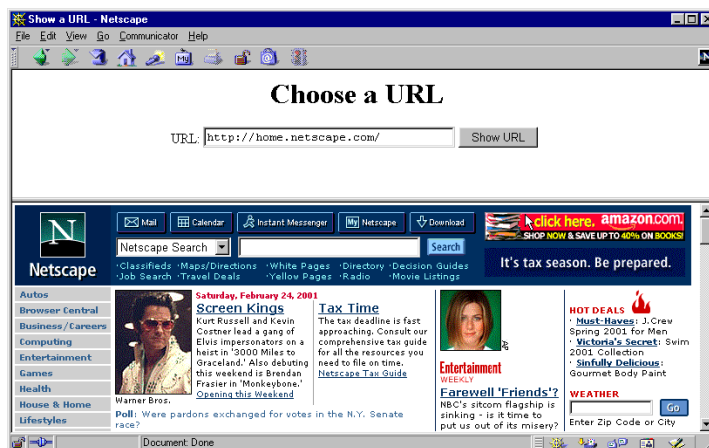 Show a URL - Netscape
File Edit View Go Communicator Help
My
N
Choose a URL
URL: http://home.netscape.com/ Show URL
N
Netscape
Mail Calendar Instant Messenger My Netscape Download
Netscape Search Search
·Classifieds ·Maps/Directions ·White Pages ·Directory ·Decision Guides
·Job Search ·Travel Deals ·Yellow Pages ·Radio ·Movie Listings
click here. amazon.com.
SHOP NOW & SAVE UP TO 40% ON BOOKS!
It's tax season. Be prepared.
Autos
Browser Central
Business/Careers
Computing
Entertainment
Games
Health
House & Home
Lifestyles
Warner Bros.
Saturday, February 24, 2001
Screen Kings
Kurt Russell and Kevin
Costner lead a gang of
Elvis impersonators on a
heist in '3000 Miles to
Graceland.' Also debuting
this weekend is Brendan
Frasier in 'Monkeybone.'
Opening this Weekend
Tax Time
The tax deadline is fast
approaching. Consult our
comprehensive tax guide
for all the resources you
need to file on time.
Netscape Tax Guide
Poll: Were pardons exchanged for votes in the N.Y. Senate
race?
AP
Entertainment
WEEKLY
Farewell 'Friends'?
NBC's sitcom flagship is
sinking - is it time to
put us out of its misery?
HOT DEALS
· Must-Haves: J.Crew
Spring 2001 for Men
· Victoria's Secret: Swim
2001 Collection
· Sinfully Delicious:
Gourmet Body Paint
WEATHER
Go
Enter Zip Code or City
Document: Done